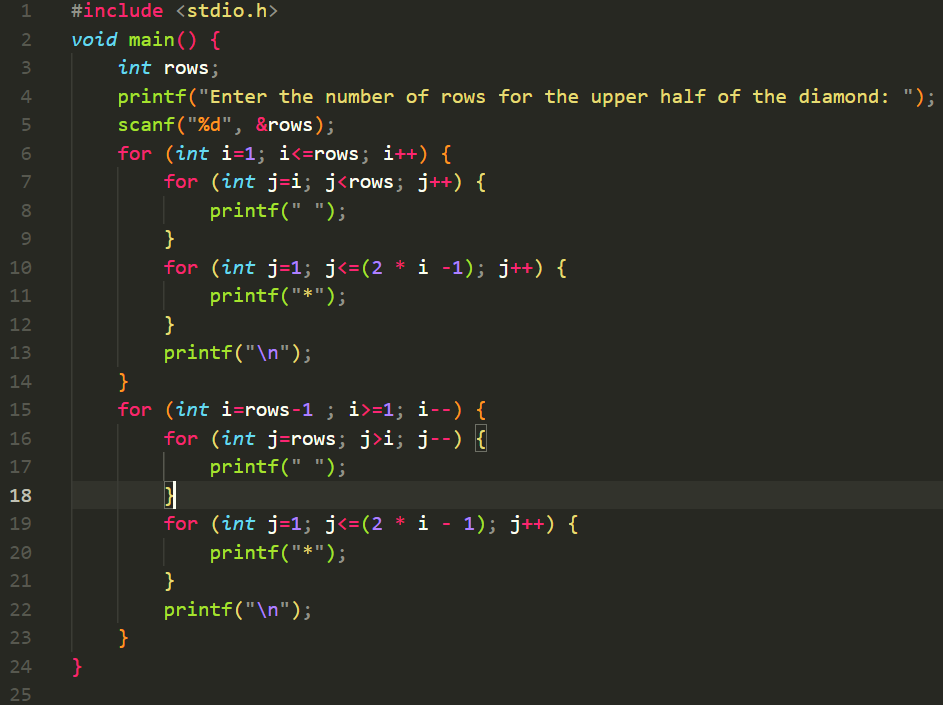 1 #include <stdio.h>
2 void main() {
3     int rows;
4     printf("Enter the number of rows for the upper half of the diamond: ");
5     scanf("%d", &rows);
6     for (int i=1; i<=rows; i++) {
7         for (int j=i; j<rows; j++) {
8             printf(" ");
9         }
10         for (int j=1; j<=(2 * i -1); j++) {
11             printf("*");
12         }
13         printf("\n");
14     }
15     for (int i=rows-1 ; i>=1; i--) {
16         for (int j=rows; j>i; j--) {
17             printf(" ");
18         }
19         for (int j=1; j<=(2 * i - 1); j++) {
20             printf("*");
21         }
22         printf("\n");
23     }
24 }
25